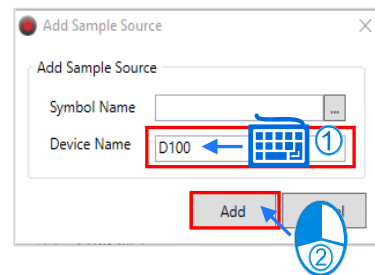 Add Sample Source
Add Sample Source
Symbol Name
...
Device Name
D100
①
Add
②